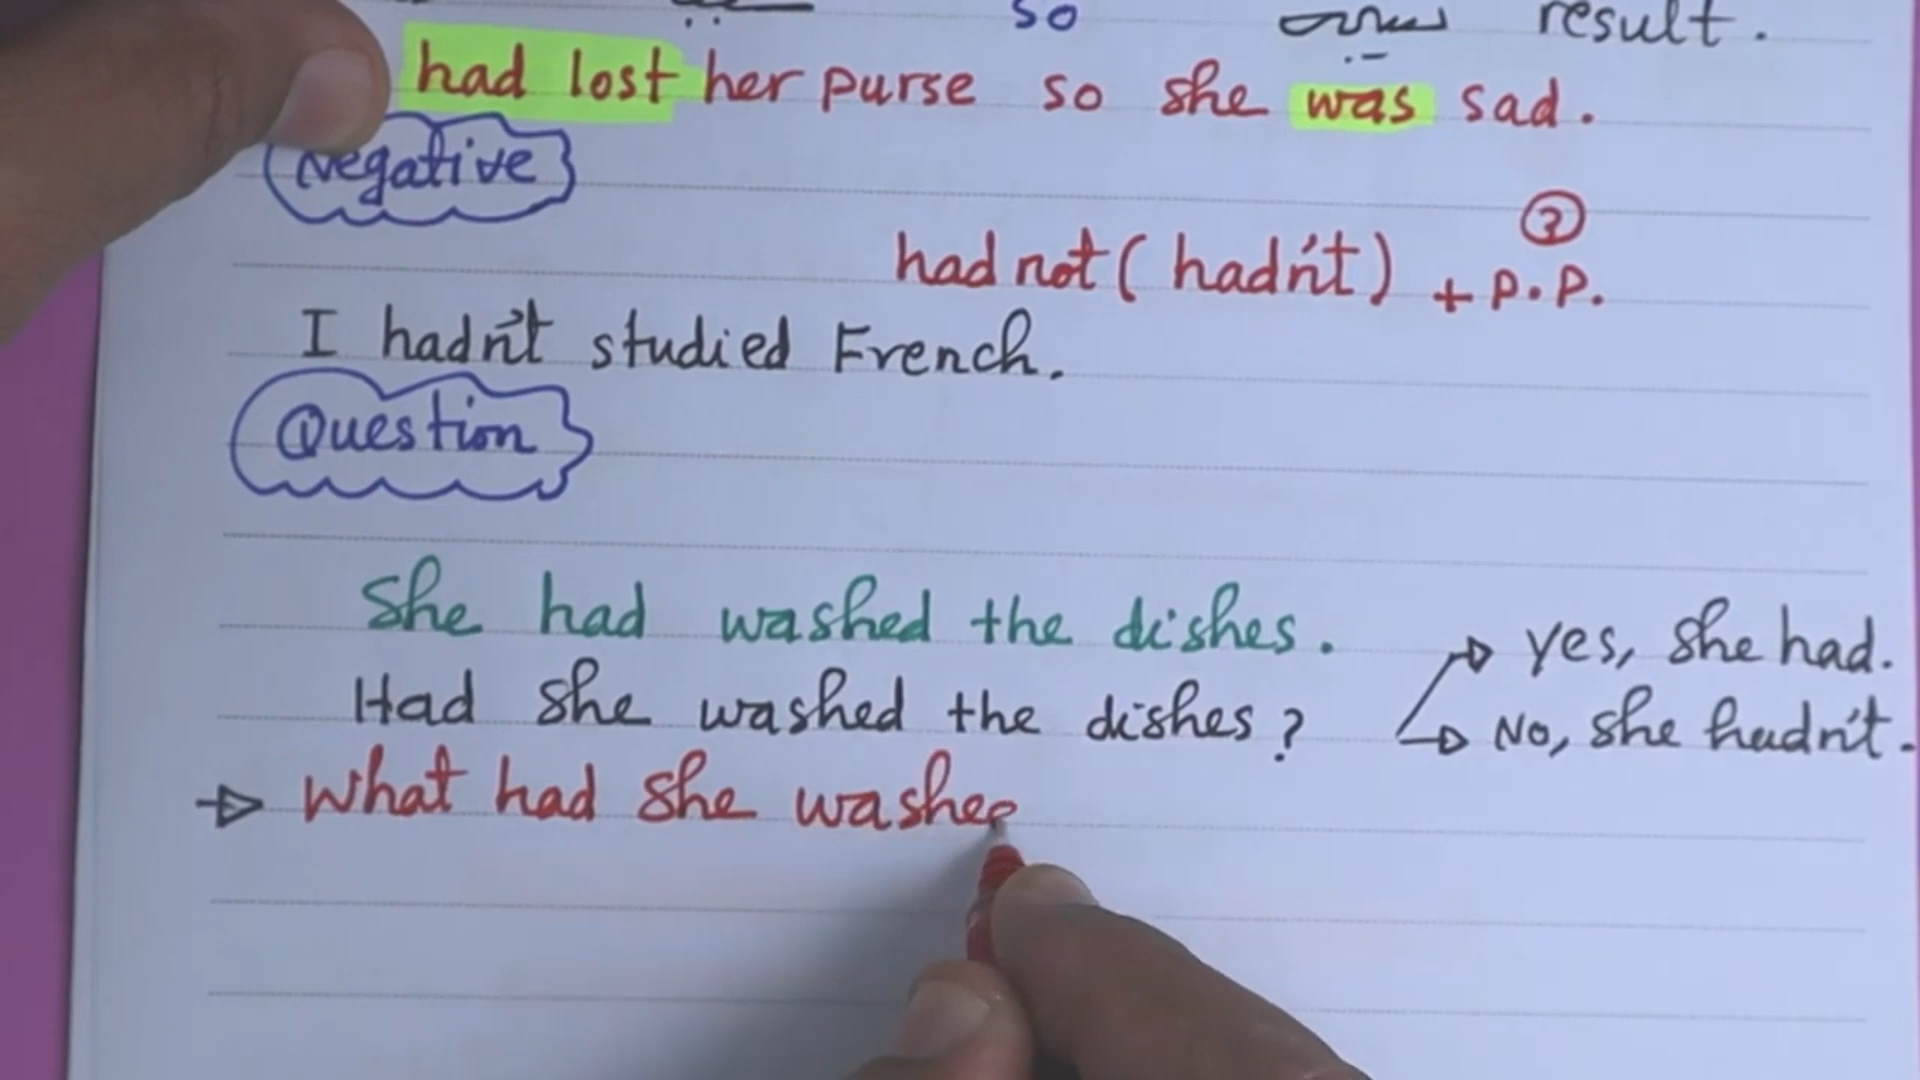 so result.
had lost her purse so she was sad.
Negative
③
had not (hadn't) + P.P.
I hadn't studied French.
Question
She had washed the dishes.
yes, she had.
Had she washed the dishes?
No, she hadn't.
What had she washe